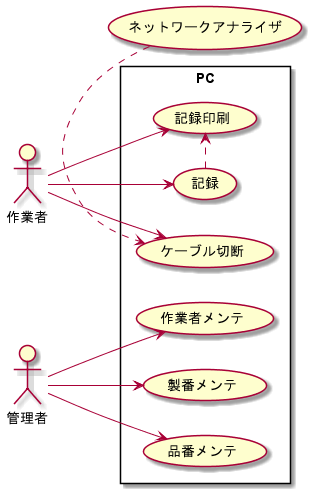 ネットワークアナライザ
PC
記録印刷
記録
作業者
ケーブル切断
作業者メンテ
製番メンテ
管理者
品番メンテ